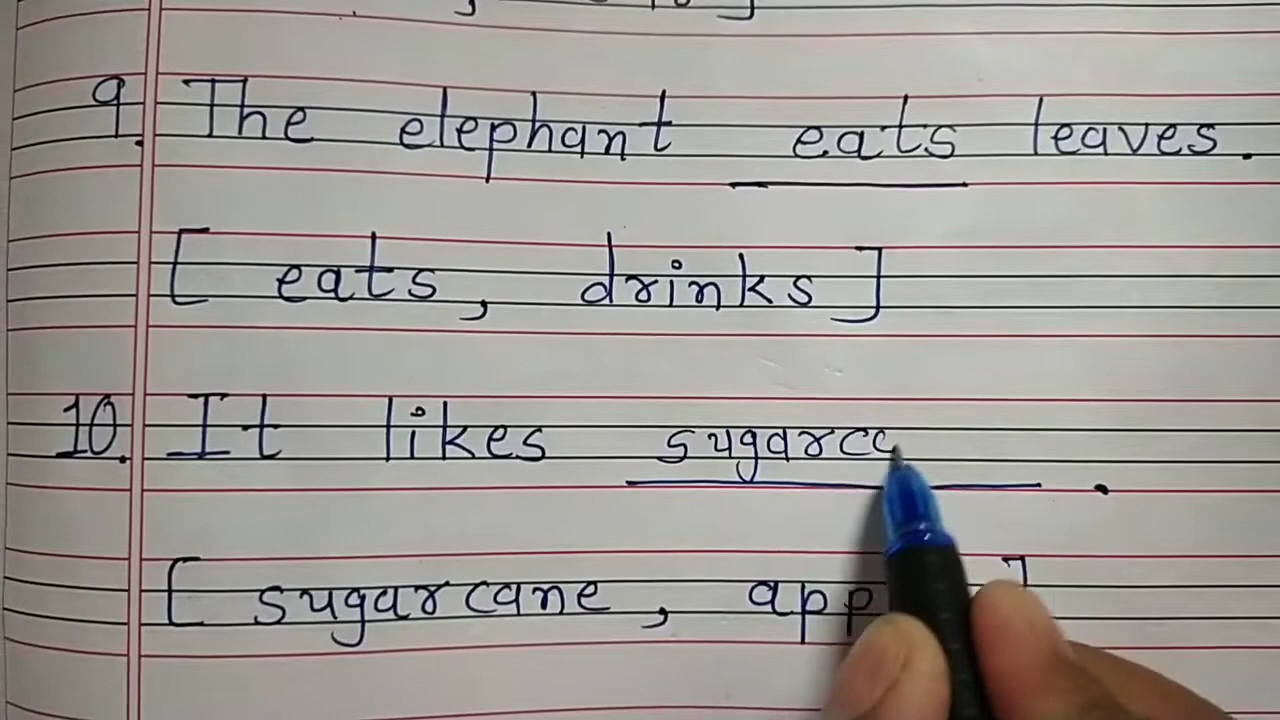 9. The elephant eats leaves.
[ eats, drinks ]
10. It likes sugarca .
[ sugarcane, app ]